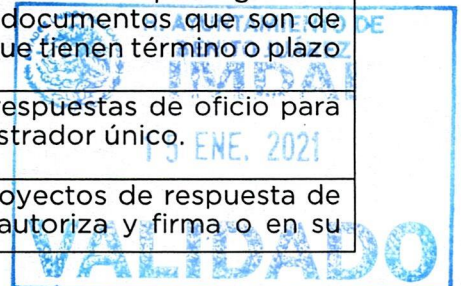 documentos que son de
ue tienen término o plazo
AYUNTAMIENTO DE
IMDAI
espuestas de oficio para
strador único.
ENE. 2021
oyectos de respuesta de
autoriza y firma o en su
VALIDADO